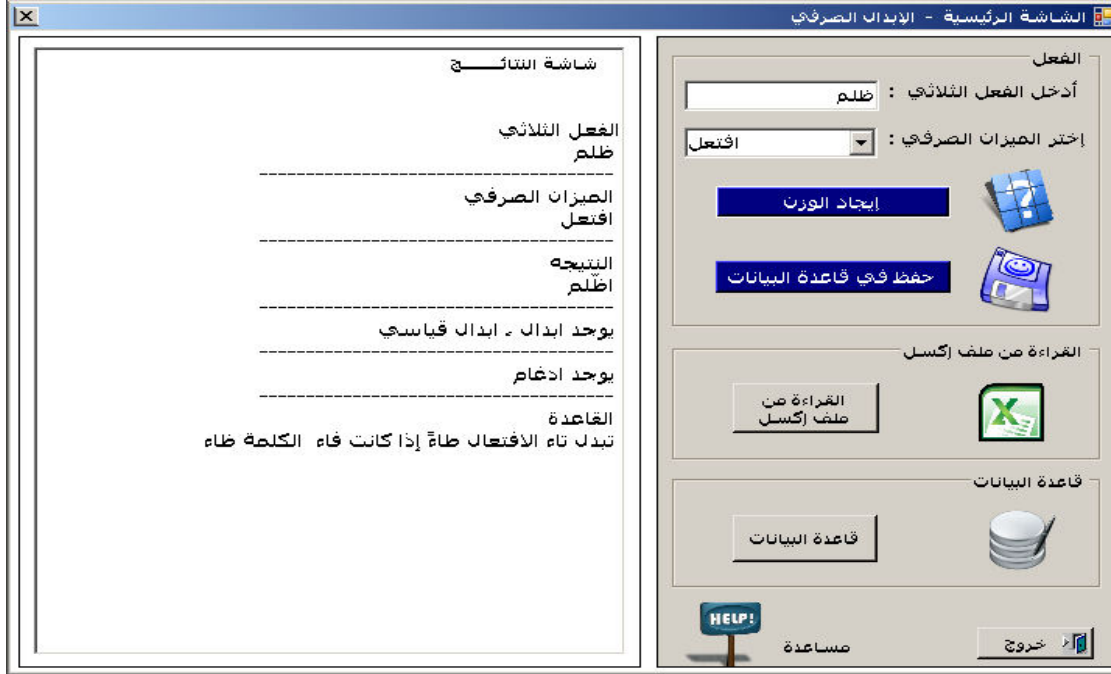 الشاشة الرئيسية - الإبدال الصرفي
الفعل
أدخل الفعل الثلاثي :
ظلم
إختر الميزان الصرفي :
افتعل
إيجاد الوزن
حفظ في قاعدة البيانات
القراءة من ملف إكسل
القراءة من
ملف إكسل
قاعدة البيانات
قاعدة البيانات
HELP!
مساعدة
خروج
شاشة النتائــــج
الفعل الثلاثي
ظلم
--------------------------------------
الميزان الصرفي
افتعل
--------------------------------------
النتيجه
اظّلم
--------------------------------------
يوجد ابدال - ابدال قياسي
--------------------------------------
يوجد ادغام
--------------------------------------
القاعدة
تبدل تاء الافتعال طاءً إذا كانت فاء الكلمة ظاء